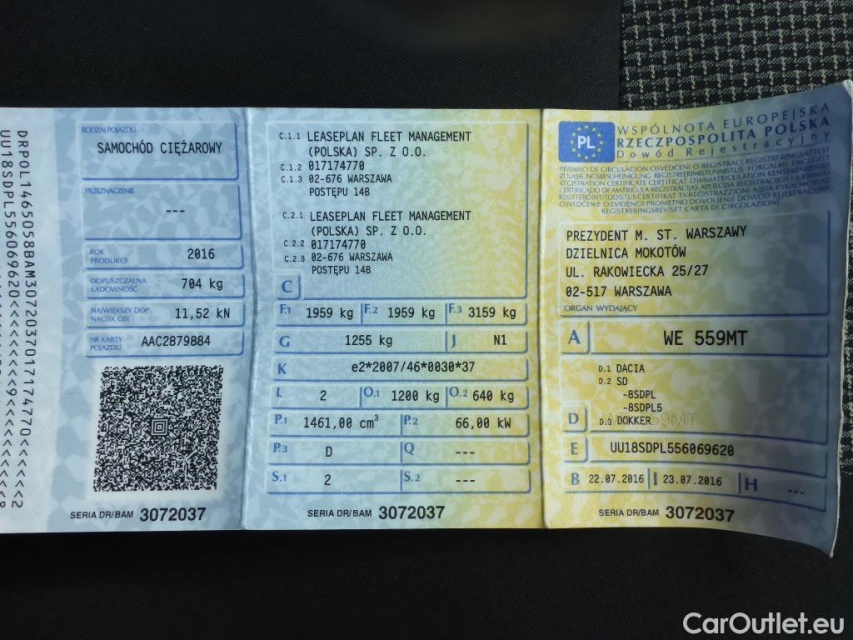 DRPOL1465058BAM3072037017174770<<<<<<2
UU18SDPL556069620<<<<<<
RODZAJ POJAZDU
SAMOCHÓD CIĘŻAROWY
PRZEZNACZENIE
---
ROK PRODUKCJI 2016
DOPUSZCZALNA ŁADOWNOŚĆ 704 kg
NAJWIĘKSZY DOP. NACISK OSI 11,52 kN
NR KARTY POJAZDU AAC2879884
SERIA DR/BAM 3072037
C.1.1 LEASEPLAN FLEET MANAGEMENT
(POLSKA) SP. Z O.O.
C.1.2 017174770
C.1.3 02-676 WARSZAWA
POSTĘPU 14B
C.2.1 LEASEPLAN FLEET MANAGEMENT
(POLSKA) SP. Z O.O.
C.2.2 017174770
C.2.3 02-676 WARSZAWA
POSTĘPU 14B
C
F.1 1959 kg F.2 1959 kg F.3 3159 kg
G 1255 kg J N1
K e2*2007/46*0030*37
L 2 O.1 1200 kg O.2 640 kg
P.1 1461,00 cm³ P.2 66,00 kW
P.3 D Q ---
S.1 2 S.2 ---
SERIA DR/BAM 3072037
PL
WSPÓLNOTA EUROPEJSKA
RZECZPOSPOLITA POLSKA
Dowód Rejestracyjny
PREZYDENT M. ST. WARSZAWY
DZIELNICA MOKOTÓW
UL. RAKOWIECKA 25/27
02-517 WARSZAWA
ORGAN WYDAJĄCY
A WE 559MT
D.1 DACIA
D.2 SD
-8SDPL
-8SDPL5
D D.3 DOKKER
E UU18SDPL556069620
B 22.07.2016 I 23.07.2016 H ---
SERIA DR/BAM 3072037
CarOutlet.eu